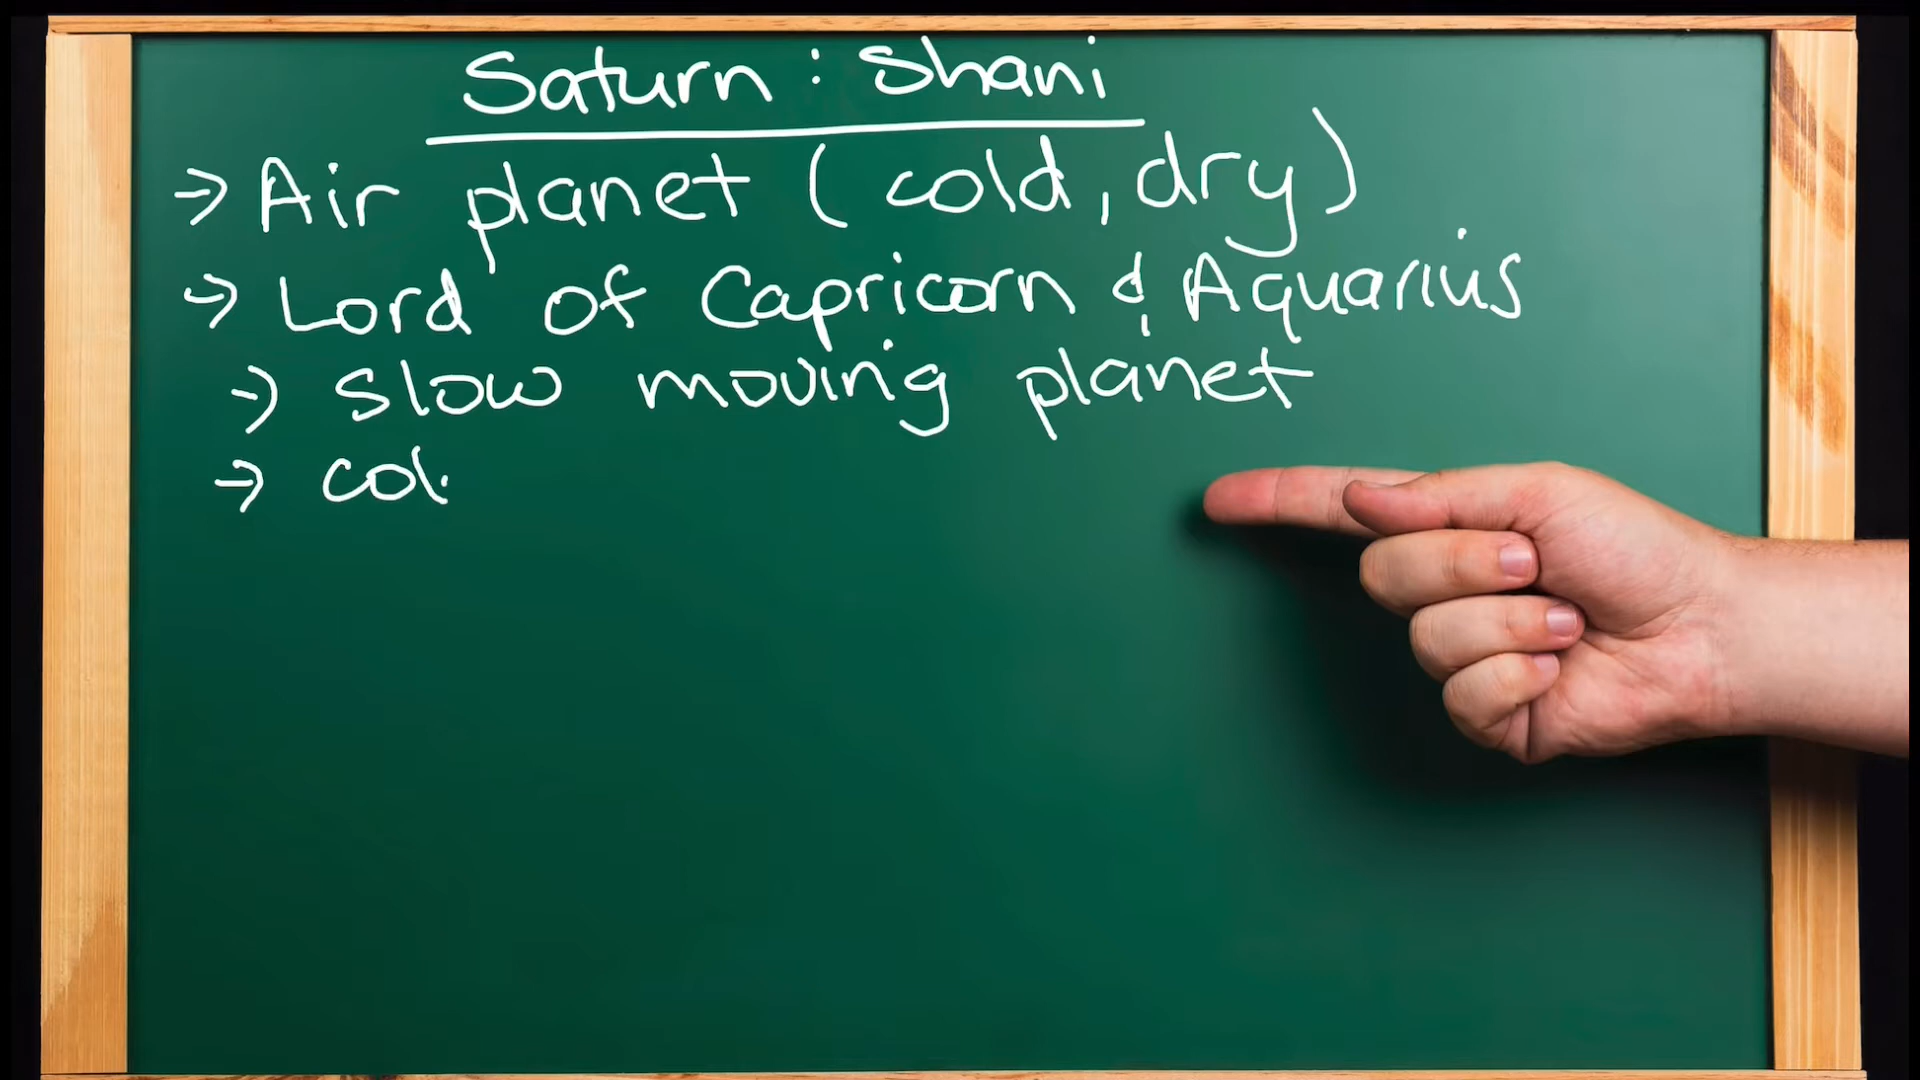 Saturn : Shani
→ Air planet ( cold, dry )
→ Lord of Capricorn & Aquarius
→ slow moving planet
→ col